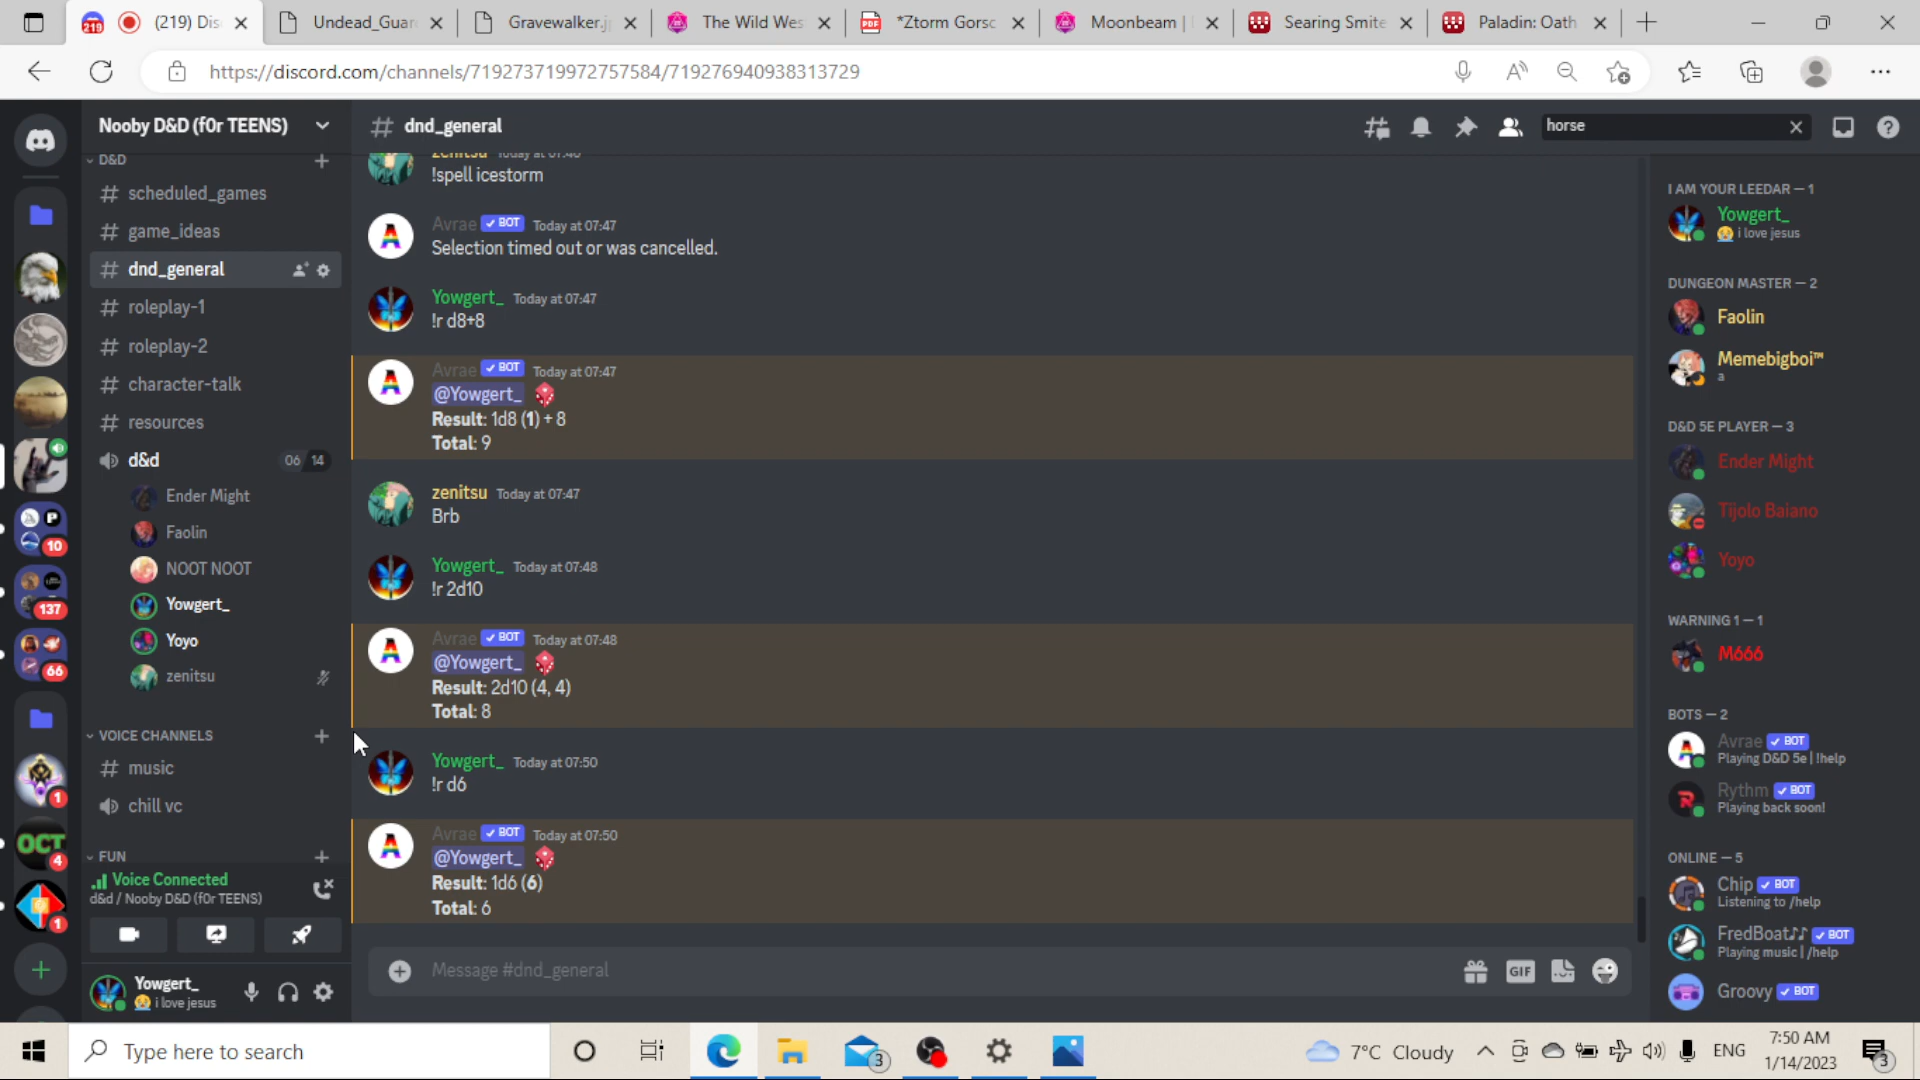 (219) Dis
Undead_Guar
Gravewalker.j
The Wild Wes
*Ztorm Gorsc
Moonbeam |
Searing Smite
Paladin: Oath
https://discord.com/channels/719273719972757584/719276940938313729
Nooby D&D (f0r TEENS)
dnd_general
horse
D&D
scheduled_games
game_ideas
dnd_general
roleplay-1
roleplay-2
character-talk
resources
d&d
06 14
Ender Might
Faolin
NOOT NOOT
Yowgert_
Yoyo
zenitsu
VOICE CHANNELS
music
chill vc
FUN
Voice Connected
d&d / Nooby D&D (f0r TEENS)
Yowgert_
i love jesus
219
10
137
66
1
OCT
4
1
zenitsu Today at 07:46
!spell icestorm
Avrae BOT Today at 07:47
Selection timed out or was cancelled.
Yowgert_ Today at 07:47
!r d8+8
Avrae BOT Today at 07:47
@Yowgert_
Result: 1d8 (1) + 8
Total: 9
zenitsu Today at 07:47
Brb
Yowgert_ Today at 07:48
!r 2d10
Avrae BOT Today at 07:48
@Yowgert_
Result: 2d10 (4, 4)
Total: 8
Yowgert_ Today at 07:50
!r d6
Avrae BOT Today at 07:50
@Yowgert_
Result: 1d6 (6)
Total: 6
Message #dnd_general
GIF
I AM YOUR LEEDAR — 1
Yowgert_
i love jesus
DUNGEON MASTER — 2
Faolin
Memebigboi™
a
D&D 5E PLAYER — 3
Ender Might
Tijolo Baiano
Yoyo
WARNING 1 — 1
M666
BOTS — 2
Avrae BOT
Playing D&D 5e | !help
Rythm BOT
Playing back soon!
ONLINE — 5
Chip BOT
Listening to /help
FredBoat♪♪ BOT
Playing music | /help
Groovy BOT
Type here to search
3
7°C Cloudy
ENG
7:50 AM
1/14/2023
3